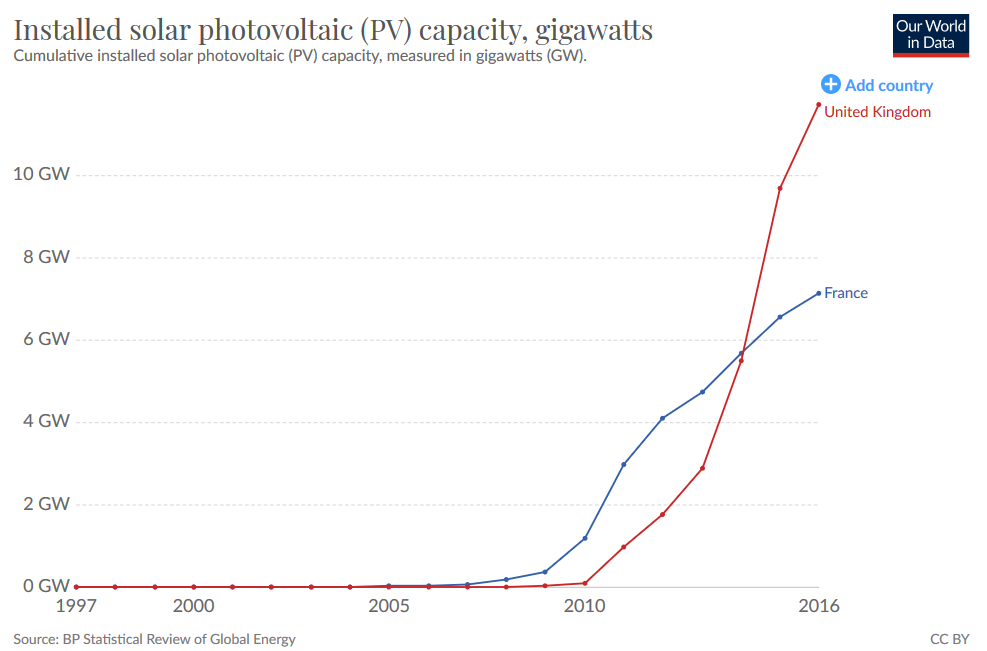 Installed solar photovoltaic (PV) capacity, gigawatts
Cumulative installed solar photovoltaic (PV) capacity, measured in gigawatts (GW).
Our World
in Data
Add country
United Kingdom
10 GW
8 GW
France
6 GW
4 GW
2 GW
0 GW
1997 2000 2005 2010 2016
Source: BP Statistical Review of Global Energy
CC BY